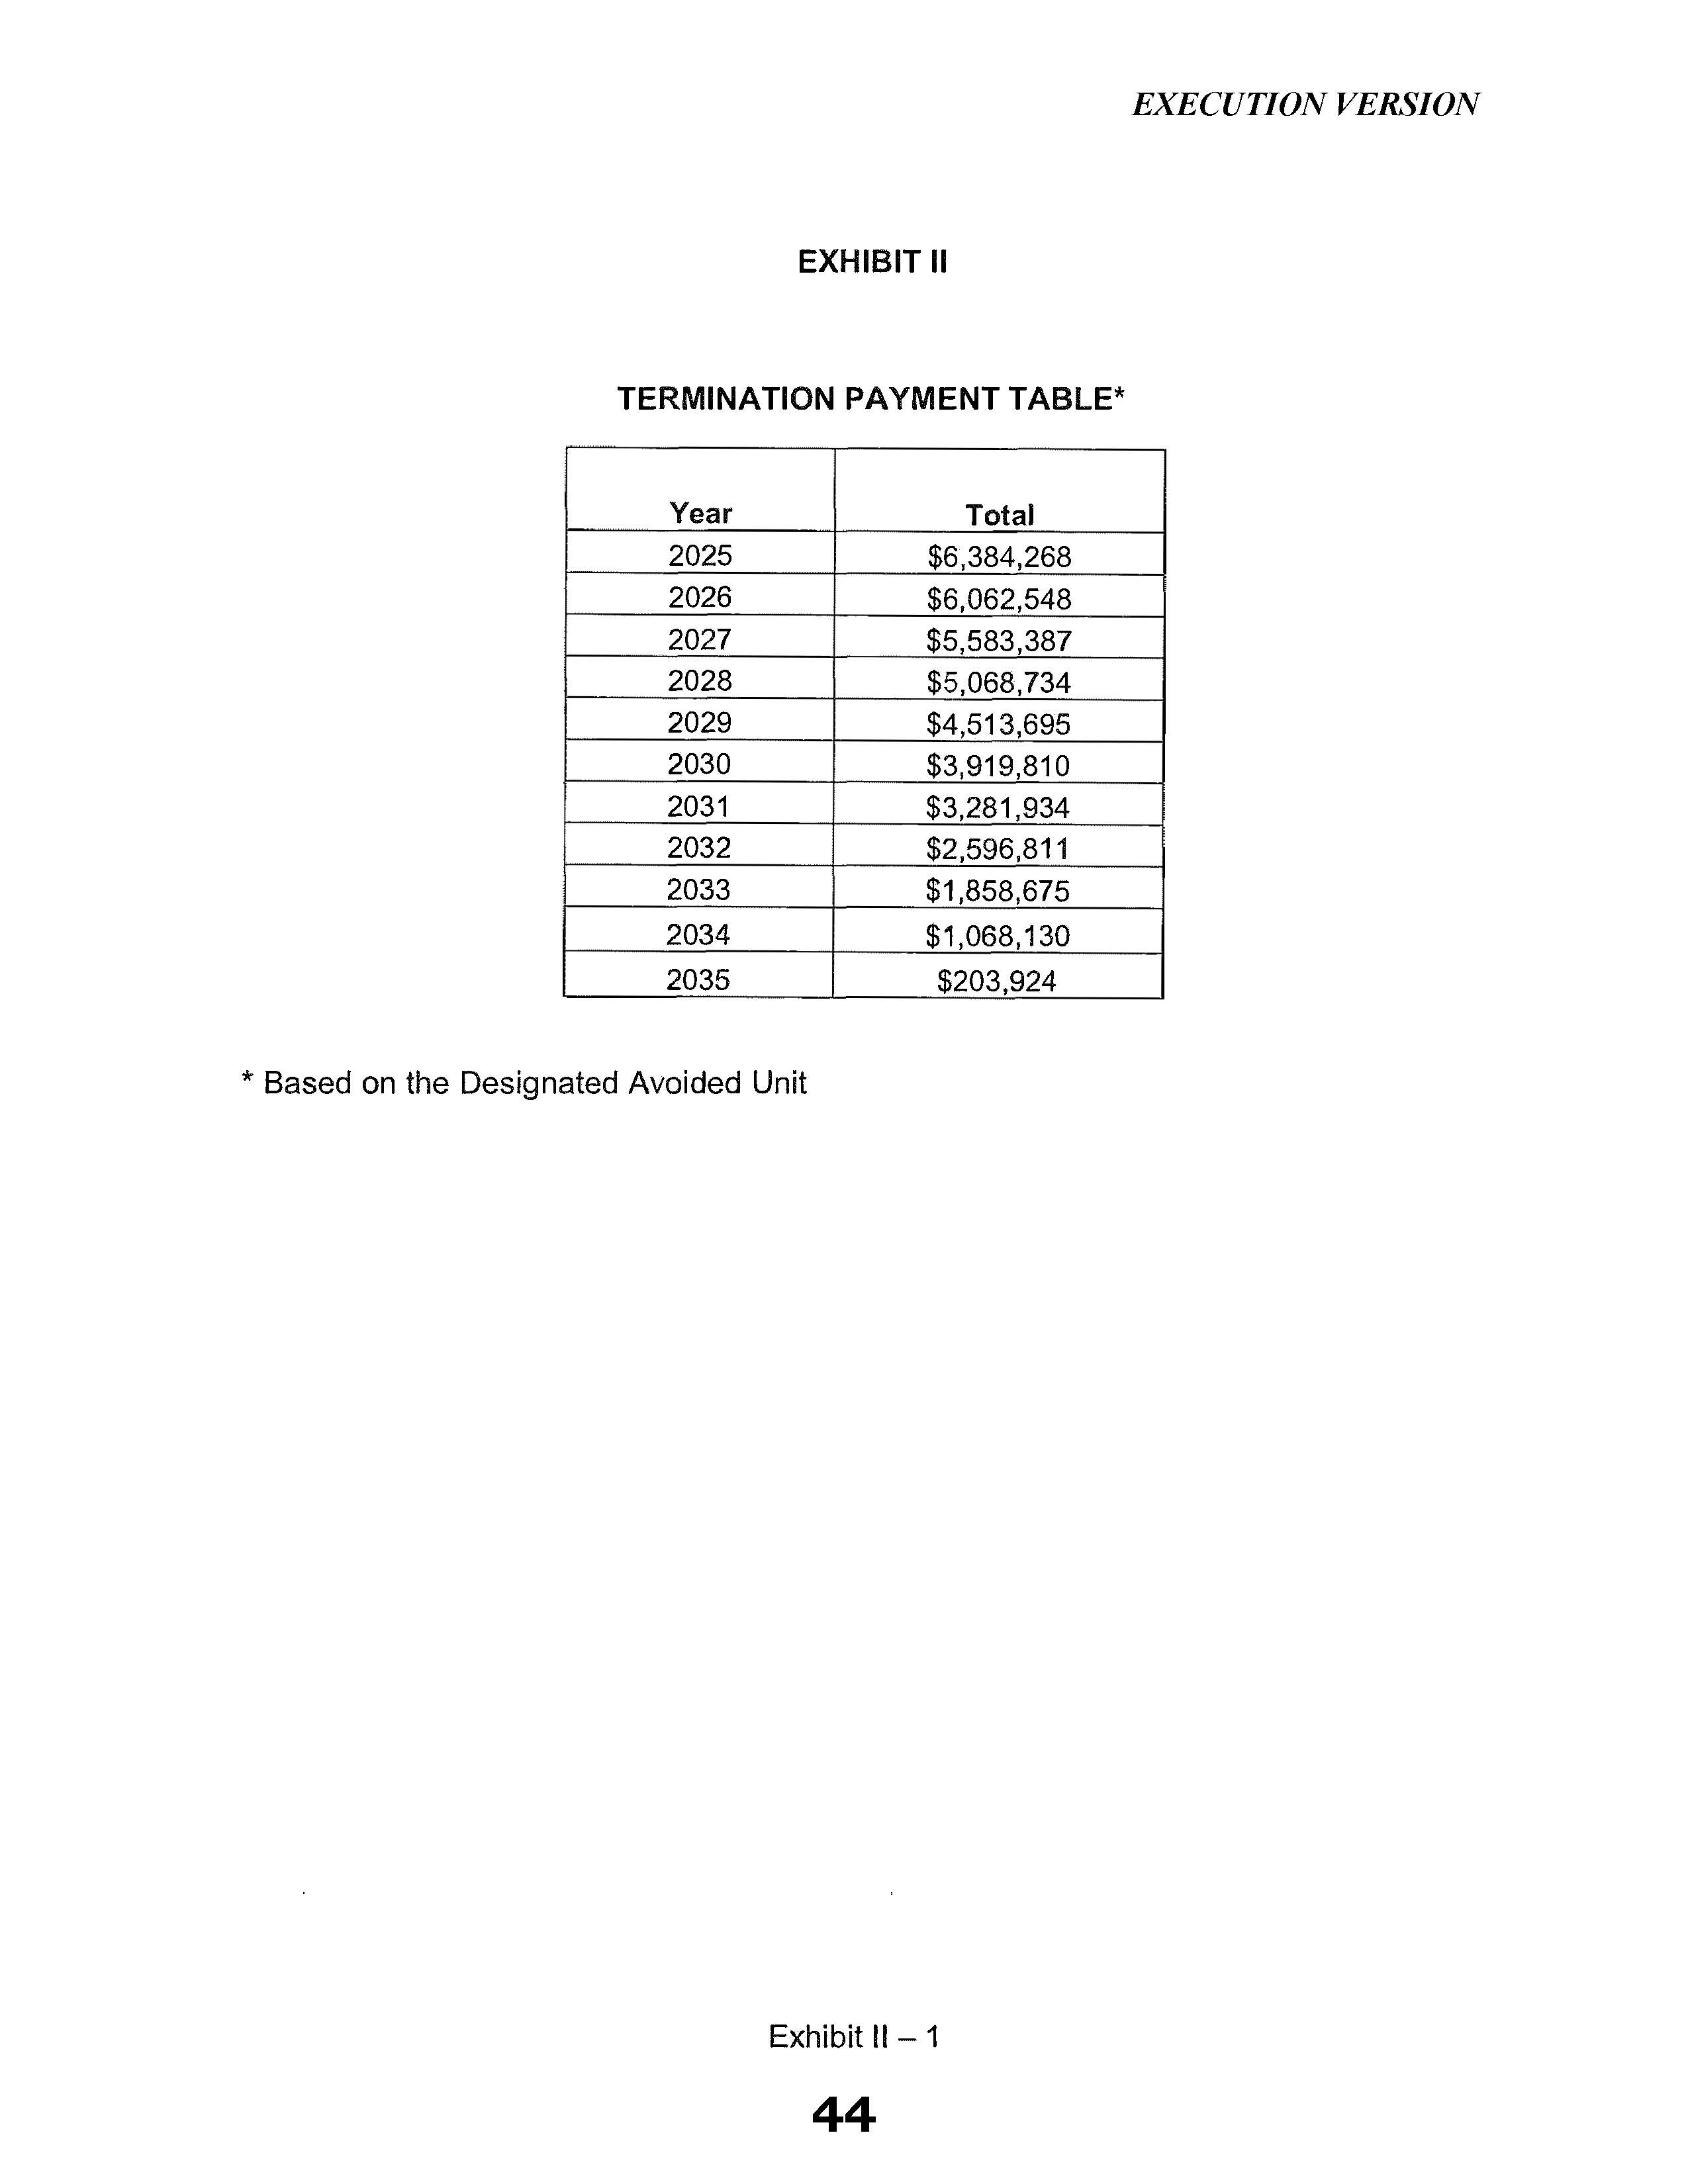 EXECUTION VERSION
EXHIBIT II
TERMINATION PAYMENT TABLE*
Year Total
2025 $6,384,268
2026 $6,062,548
2027 $5,583,387
2028 $5,068,734
2029 $4,513,695
2030 $3,919,810
2031 $3,281,934
2032 $2,596,811
2033 $1,858,675
2034 $1,068,130
2035 $203,924
* Based on the Designated Avoided Unit
Exhibit II – 1
44